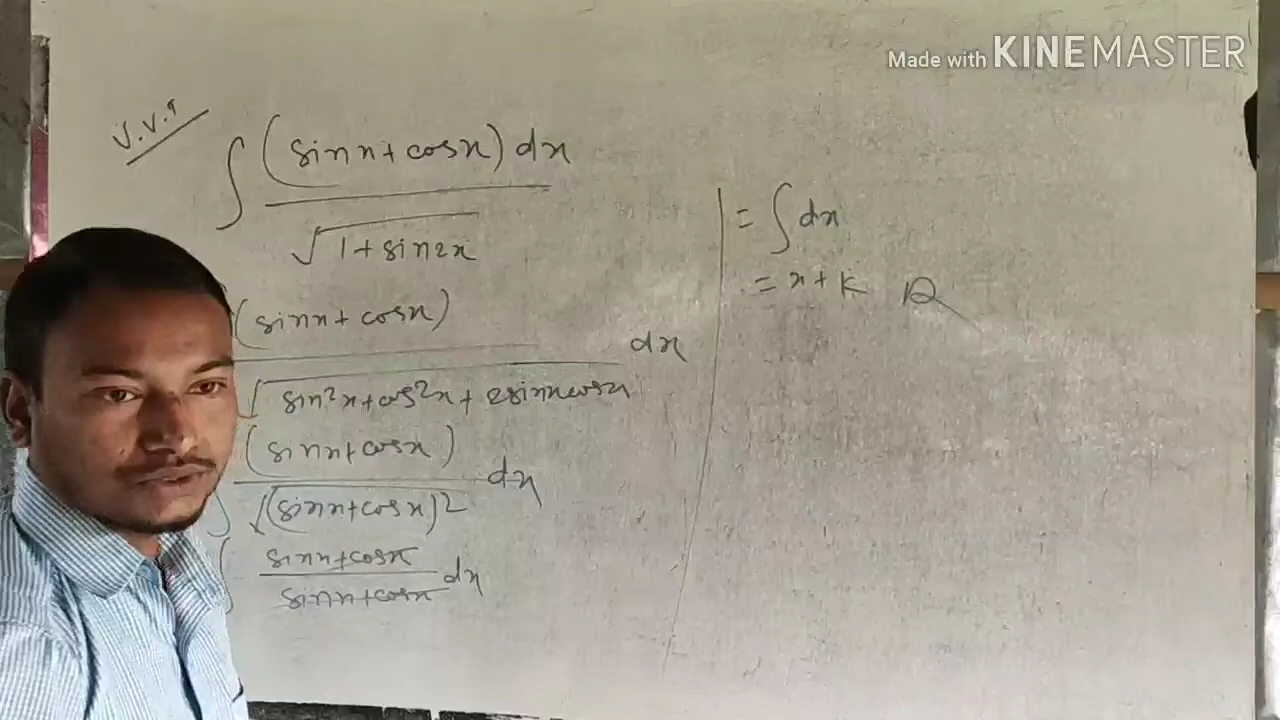 Made with KINEMASTER
V.V.I
∫ (sinx+cosx) dx
√1+sin2x
(sinx+cosx)
dx
√sin²x+cos²x+2sinxcosx
(sinx+cosx)
dx
√(sinx+cosx)²
∫ sinx+cosx
dx
sinx+cosx
= ∫ dx
= x+k